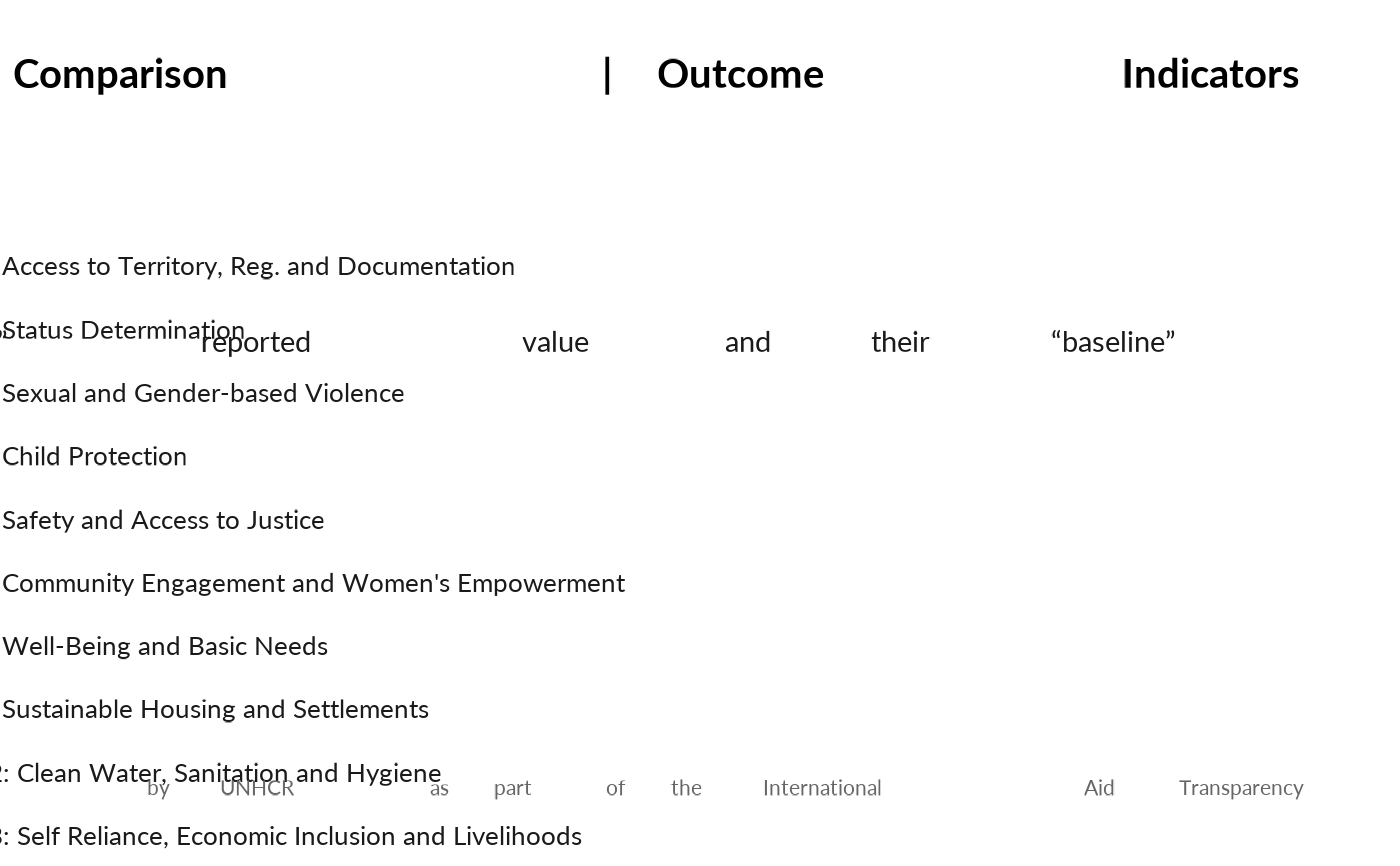 Comparison | Outcome Indicators
Access to Territory, Reg. and Documentation
Status Determination
reported value and their “baseline”
Sexual and Gender-based Violence
Child Protection
Safety and Access to Justice
Community Engagement and Women's Empowerment
Well-Being and Basic Needs
Sustainable Housing and Settlements
: Clean Water, Sanitation and Hygiene
by UNHCR as part of the International Aid Transparency
: Self Reliance, Economic Inclusion and Livelihoods